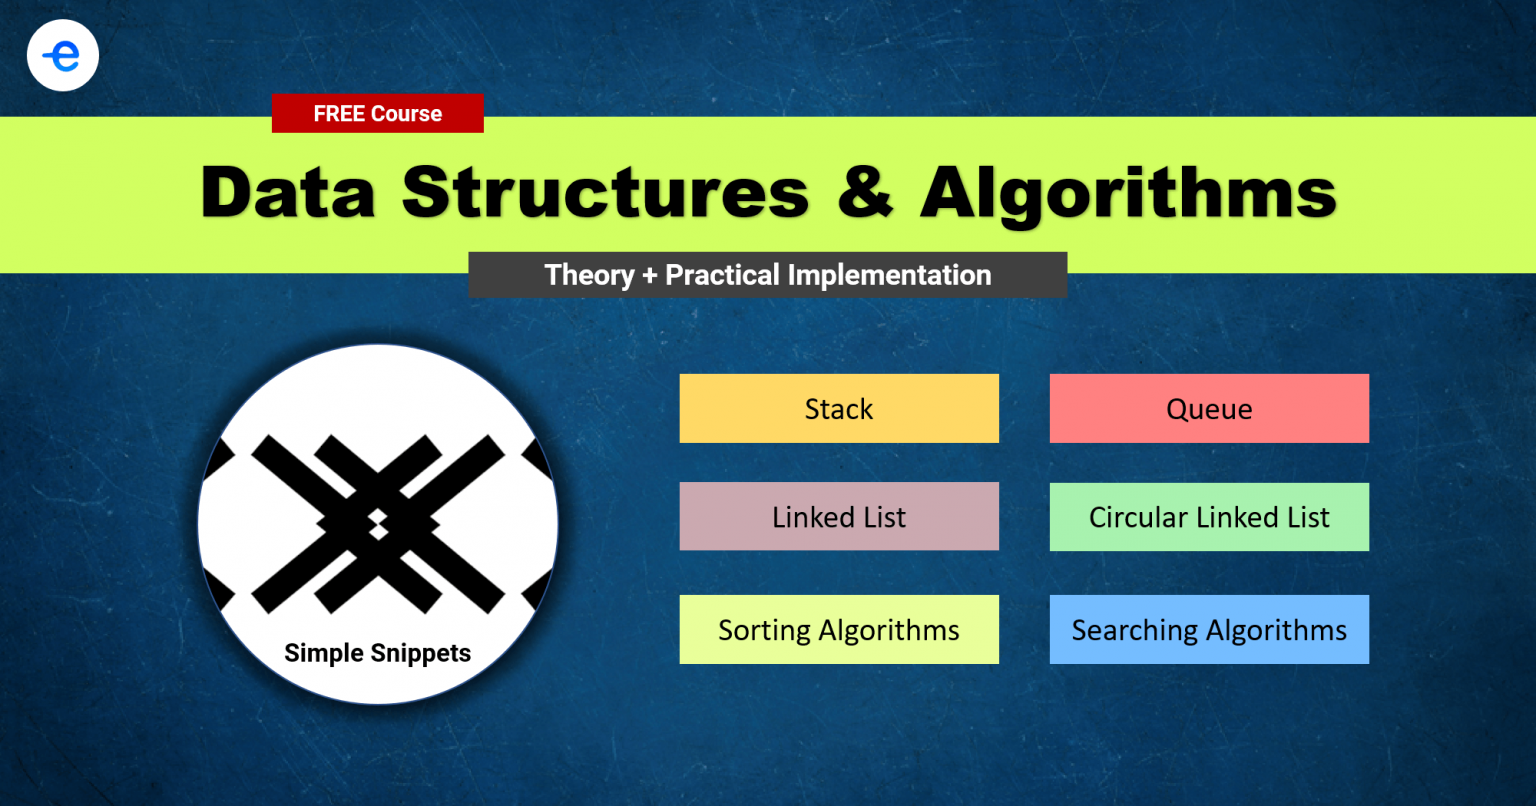 e
FREE Course
Data Structures & Algorithms
Theory + Practical Implementation
Stack
Queue
Linked List
Circular Linked List
Sorting Algorithms
Searching Algorithms
Simple Snippets